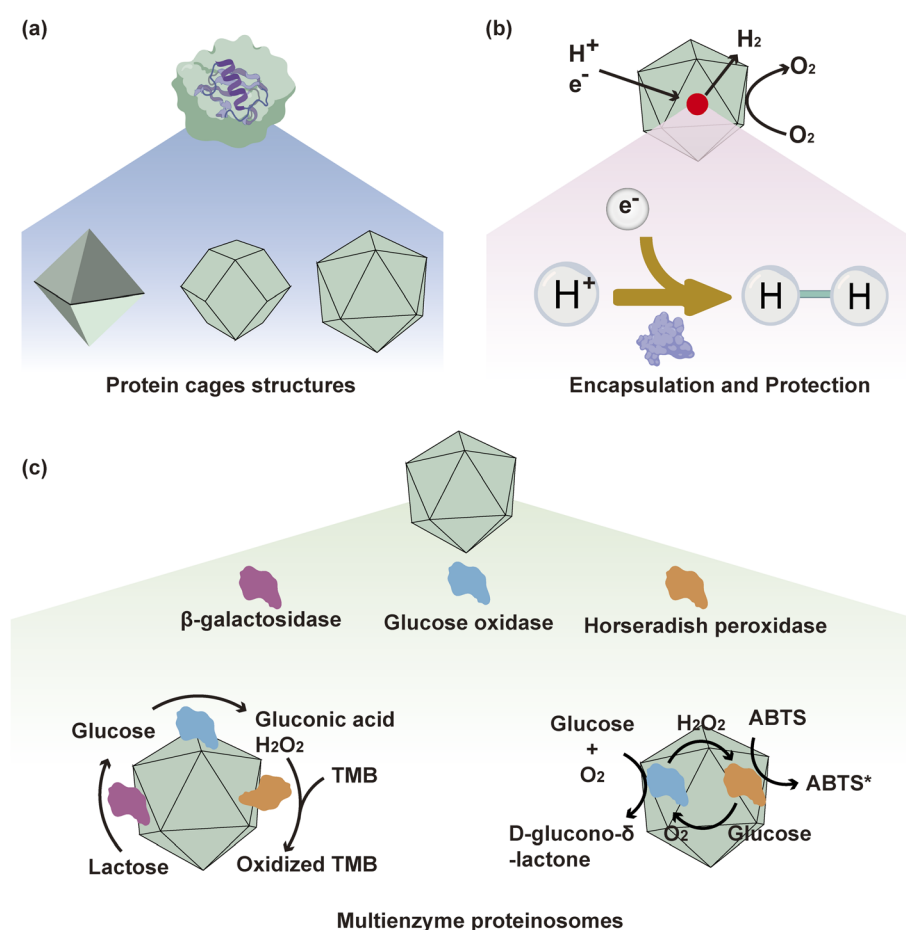 (a)
Protein cages structures
(b)
H⁺
e⁻
H₂
O₂
O₂
e⁻
H⁺
H
H
Encapsulation and Protection
(c)
β-galactosidase
Glucose oxidase
Horseradish peroxidase
Glucose
Gluconic acid
H₂O₂
TMB
Lactose
Oxidized TMB
Glucose
+
O₂
H₂O₂
ABTS
ABTS*
D-glucono-δ
-lactone
O₂
Glucose
Multienzyme proteinosomes